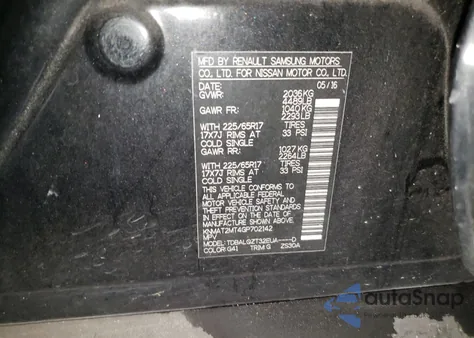 MFD BY RENAULT SAMSUNG MOTORS
CO. LTD. FOR NISSAN MOTOR CO., LTD.
DATE: 05/16
GVWR: 2036KG
4489LB
GAWR FR: 1040KG
2293LB
WITH 225/65R17 TIRES
17X7J RIMS AT 33 PSI
COLD SINGLE
GAWR RR: 1027KG
2264LB
WITH 225/65R17 TIRES
17X7J RIMS AT 33 PSI
COLD SINGLE
THIS VEHICLE CONFORMS TO
ALL APPLICABLE FEDERAL
MOTOR VEHICLE SAFETY AND
THEFT PREVENTION STANDARDS
IN EFFECT ON THE DATE OF
MANUFACTURE SHOWN ABOVE.
KNMAT2MT4GP702142
MPV
MODEL: TDBALGZT32EUA-----D
COLOR: G41 TRIM: G ZS30A
autoSnap